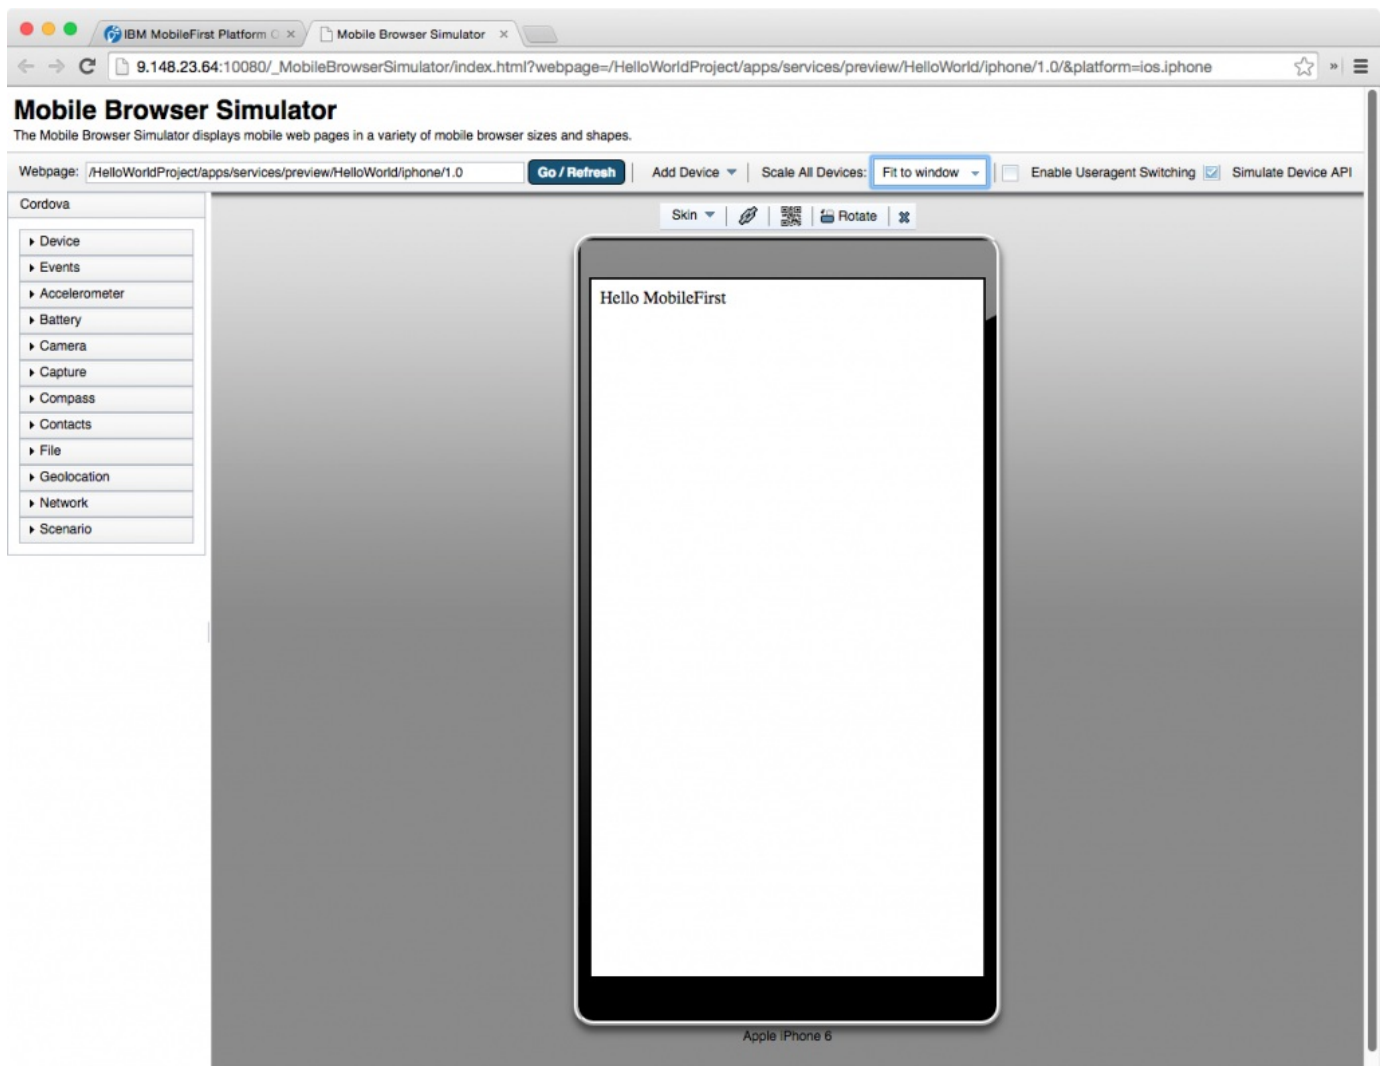 IBM MobileFirst Platform
Mobile Browser Simulator
9.148.23.64:10080/_MobileBrowserSimulator/index.html?webpage=/HelloWorldProject/apps/services/preview/HelloWorld/iphone/1.0/&platform=ios.iphone
Mobile Browser Simulator
The Mobile Browser Simulator displays mobile web pages in a variety of mobile browser sizes and shapes.
Webpage: /HelloWorldProject/apps/services/preview/HelloWorld/iphone/1.0 Go / Refresh Add Device Scale All Devices: Fit to window Enable Useragent Switching Simulate Device API
Cordova
Skin Rotate
Device
Events
Accelerometer
Battery
Camera
Capture
Compass
Contacts
File
Geolocation
Network
Scenario
Hello MobileFirst
Apple iPhone 6